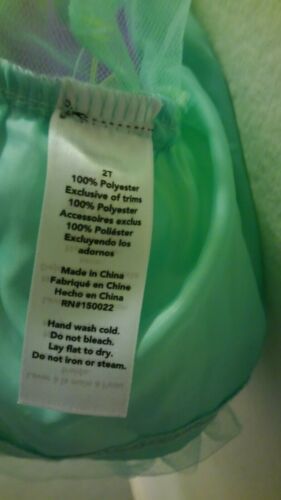 2T
100% Polyester
Exclusive of trims
100% Polyester
Accessoires exclus
100% Poliéster
Excluyendo los
adornos
Made in China
Fabriqué en Chine
Hecho en China
RN#150022
Hand wash cold.
Do not bleach.
Lay flat to dry.
Do not iron or steam.